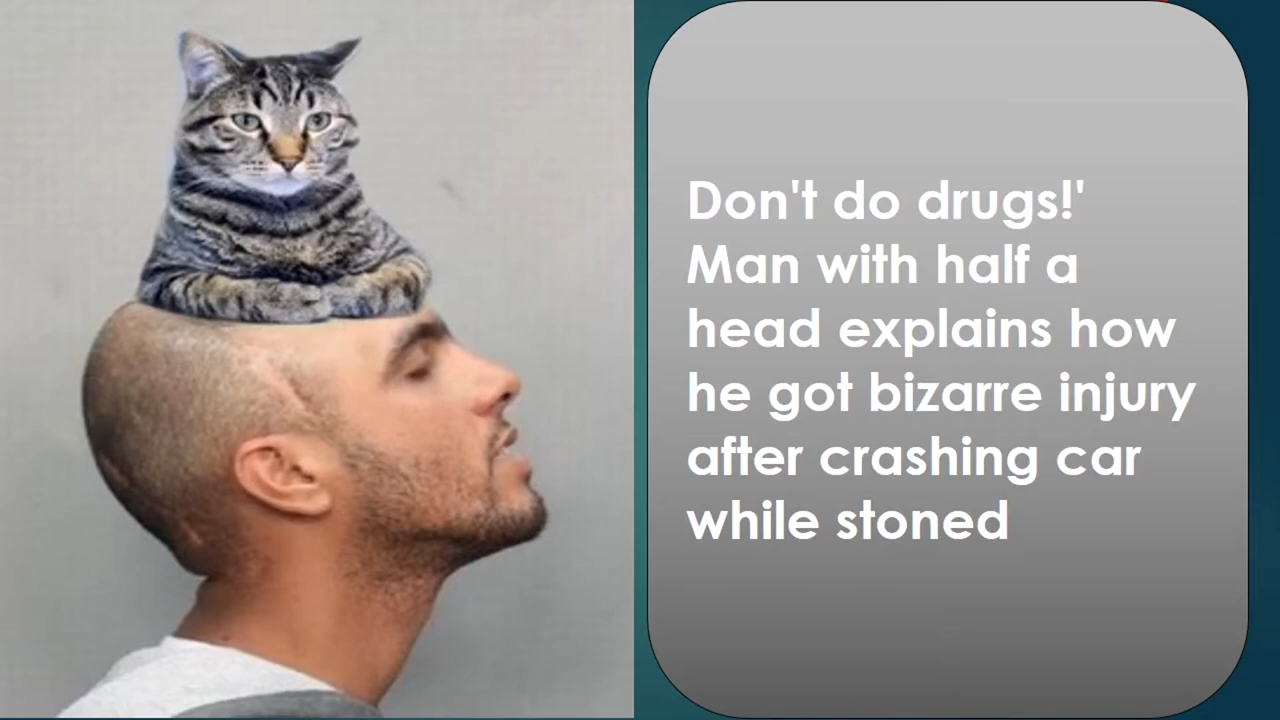 Don't do drugs!'
Man with half a
head explains how
he got bizarre injury
after crashing car
while stoned